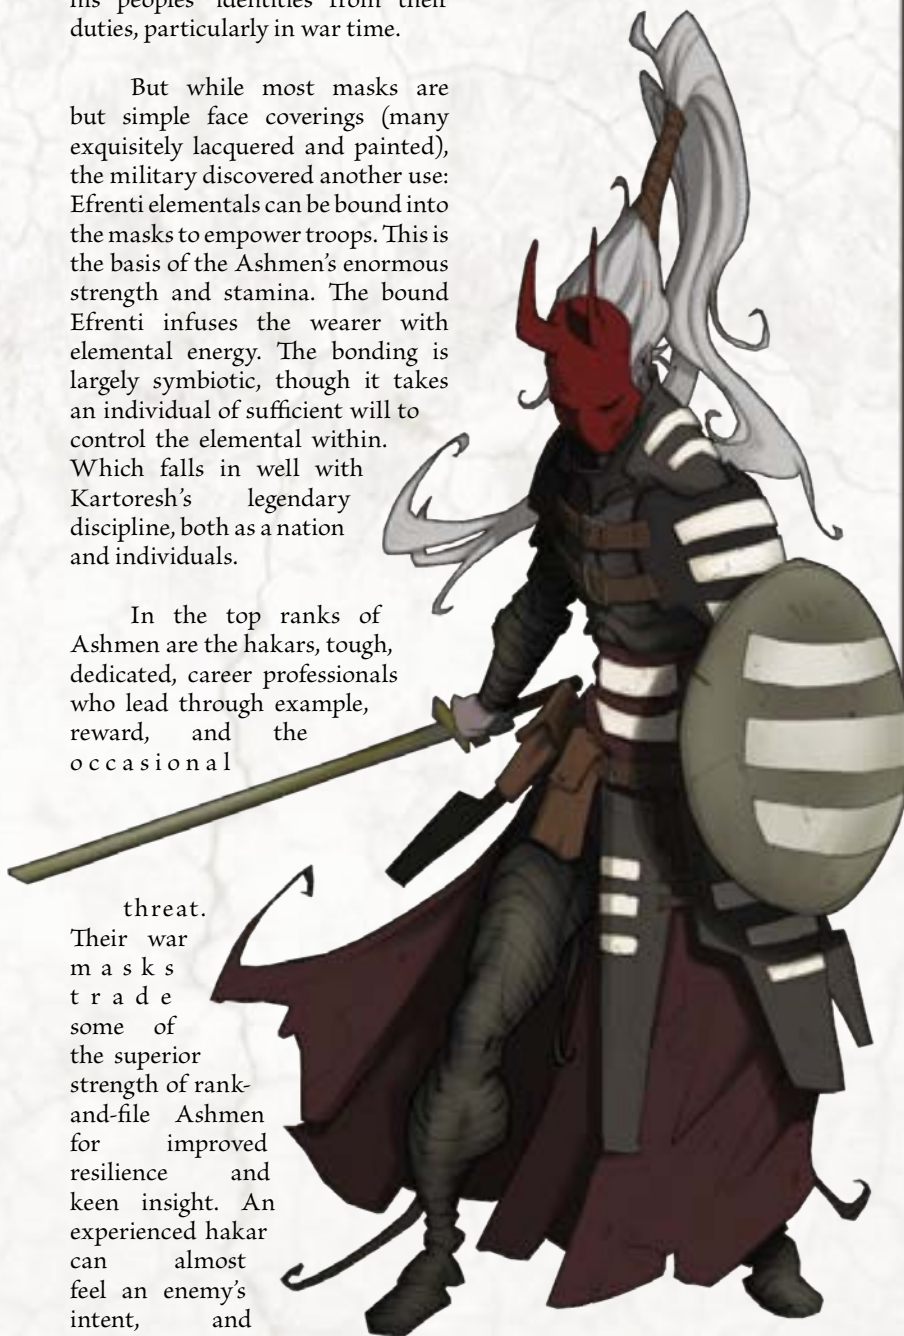 his peoples' identities from their
duties, particularly in war time.
But while most masks are
but simple face coverings (many
exquisitely lacquered and painted),
the military discovered another use:
Efrenti elementals can be bound into
the masks to empower troops. This is
the basis of the Ashmen's enormous
strength and stamina. The bound
Efrenti infuses the wearer with
elemental energy. The bonding is
largely symbiotic, though it takes
an individual of sufficient will to
control the elemental within.
Which falls in well with
Kartoresh's legendary
discipline, both as a nation
and individuals.
In the top ranks of
Ashmen are the hakars, tough,
dedicated, career professionals
who lead through example,
reward, and the
occasional
threat.
Their war
masks
trade
some of
the superior
strength of rank-
and-file Ashmen
for improved
resilience and
keen insight. An
experienced hakar
can almost
feel an enemy's
intent, and